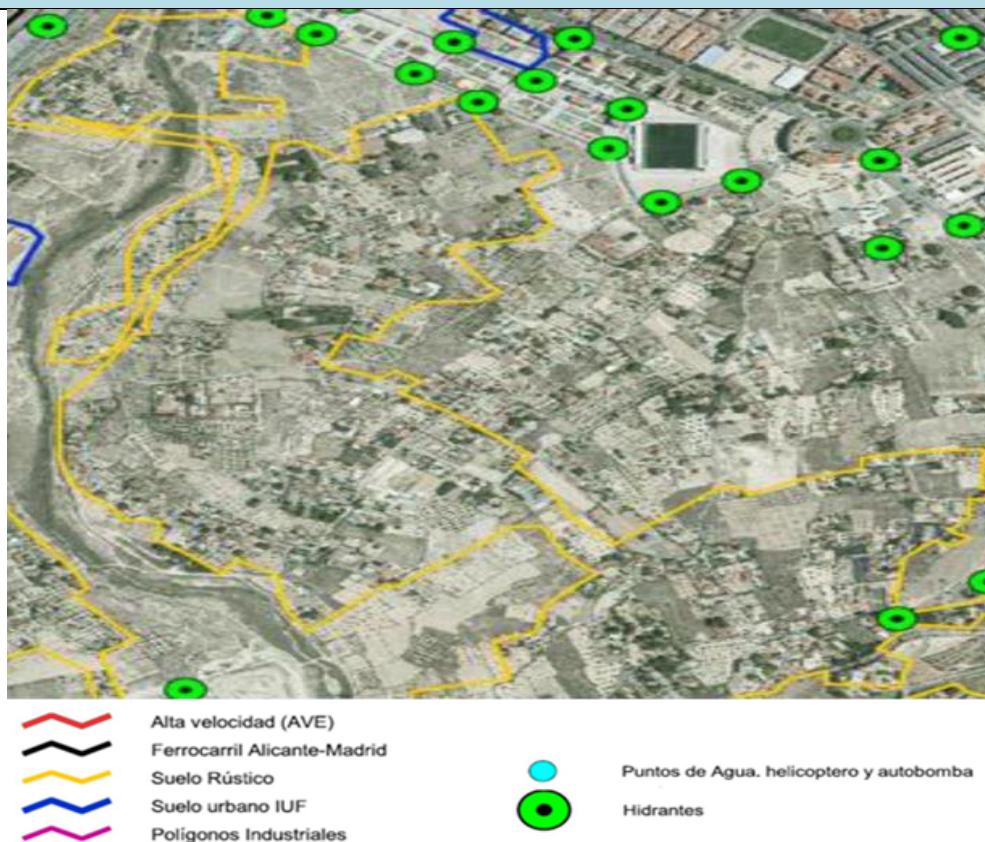 Alta velocidad (AVE)
Ferrocarril Alicante-Madrid
Suelo Rústico
Suelo urbano IUF
Polígonos Industriales
Puntos de Agua, helicoptero y autobomba
Hidrantes